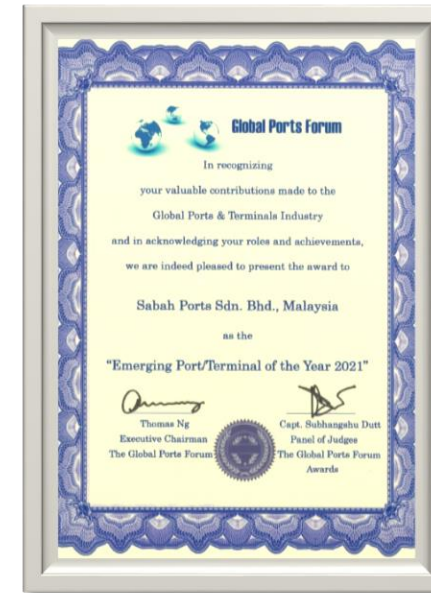 Global Ports Forum
In recognizing
your valuable contributions made to the
Global Ports & Terminals Industry
and in acknowledging your roles and achievements,
we are indeed pleased to present the award to
Sabah Ports Sdn. Bhd., Malaysia
as the
"Emerging Port/Terminal of the Year 2021"
Thomas Ng
Executive Chairman
The Global Ports Forum
Capt. Subhangshu Dutt
Panel of Judges
The Global Ports Forum
Awards